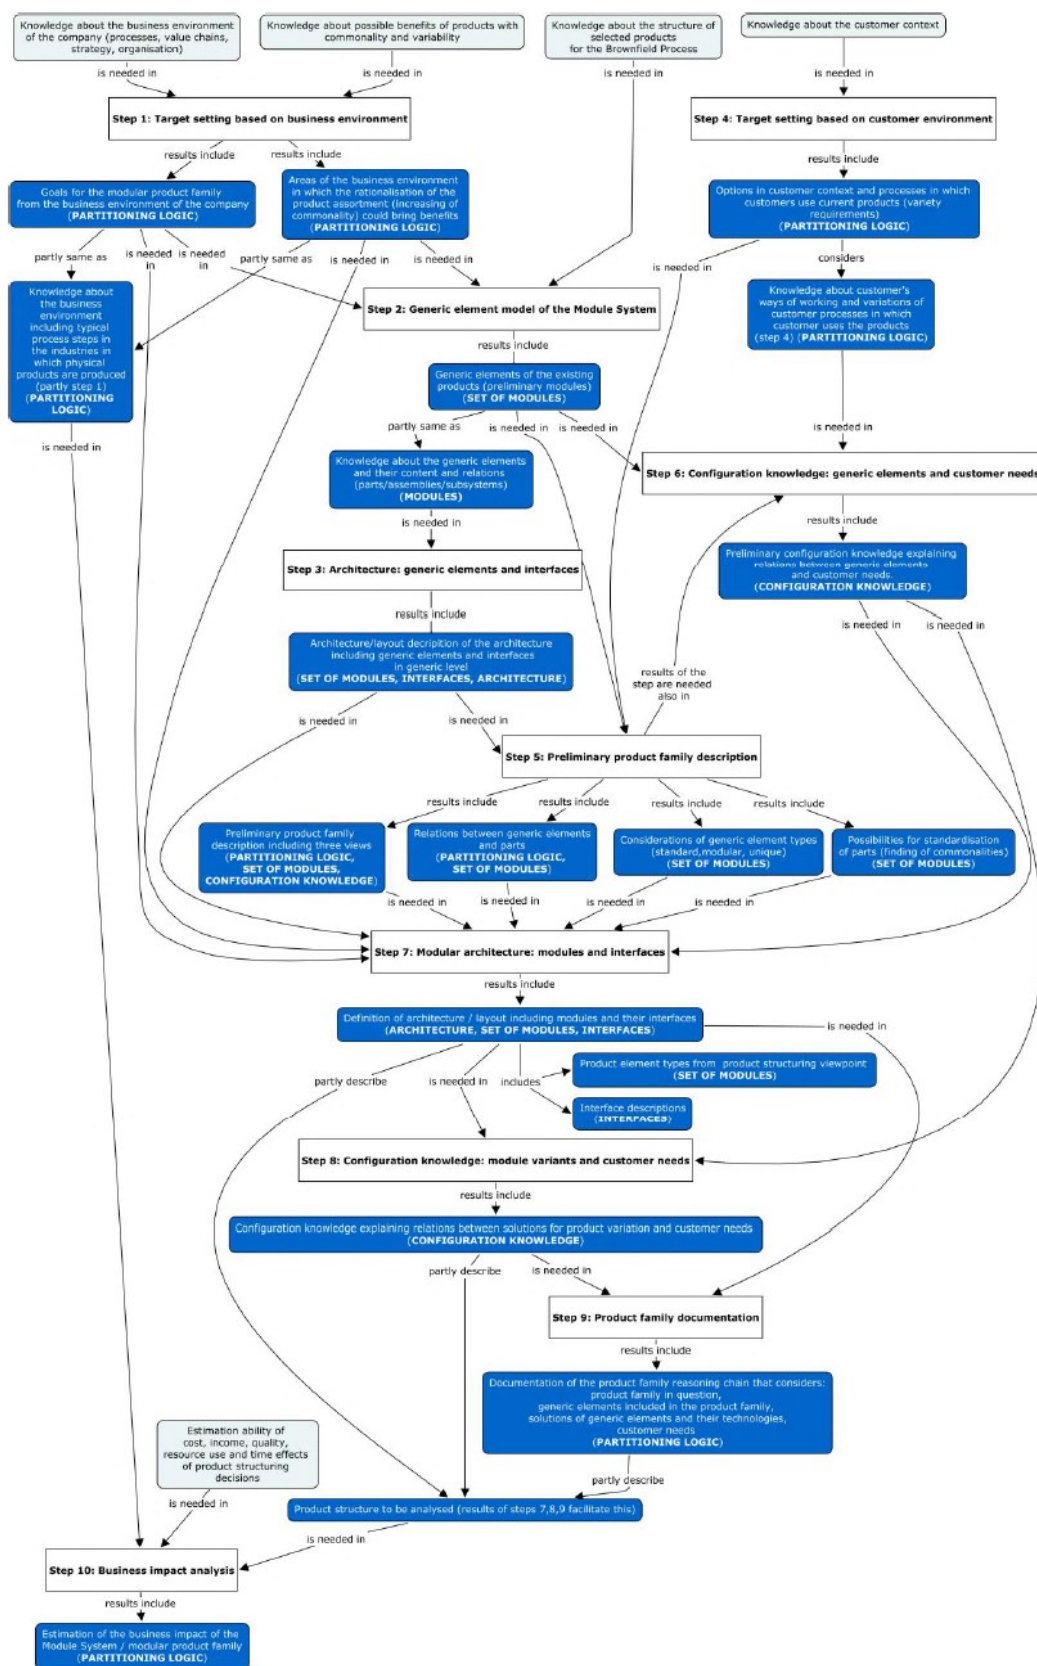 Knowledge about the business environment
of the company (processes, value chains,
strategy, organisation)
Knowledge about possible benefits of products with
commonality and variability
Knowledge about the structure of
selected products
for the Brownfield Process
Knowledge about the customer context
is needed in
is needed in
is needed in
is needed in
Step 1: Target setting based on business environment
Step 4: Target setting based on customer environment
results include
results include
results include
Goals for the modular product family
from the business environment of the company
(PARTITIONING LOGIC)
Areas of the business environment
in which the rationalisation of the
product assortment (increasing of
commonality) could bring benefits
(PARTITIONING LOGIC)
Options in customer context and processes in which
customers use current products (variety
requirements)
(PARTITIONING LOGIC)
partly same as
is needed
in
is needed
in
partly same as
is needed in
is needed in
is needed in
considers
Knowledge about
the business
environment
including typical
process steps in
the industries in
which physical
products are produced
(partly step 1)
(PARTITIONING
LOGIC)
Step 2: Generic element model of the Module System
Knowledge about customer's
ways of working and variations of
customer processes in which
customer uses the products
(step 4) (PARTITIONING LOGIC)
results include
Generic elements of the existing
products (preliminary modules)
(SET OF MODULES)
is needed in
partly same as
is needed in
is needed in
is needed in
Knowledge about the generic elements
and their content and relations
(parts/assemblies/subsystems)
(MODULES)
Step 6: Configuration knowledge: generic elements and customer needs
is needed in
results include
Step 3: Architecture: generic elements and interfaces
Preliminary configuration knowledge explaining
relations between generic elements
and customer needs.
(CONFIGURATION KNOWLEDGE)
results include
is needed in
is needed in
Architecture/layout decription of the architecture
including generic elements and interfaces
in generic level
(SET OF MODULES, INTERFACES, ARCHITECTURE)
results of the
step are needed
also in
is needed in
is needed in
Step 5: Preliminary product family description
results include
results include
results include
results include
Preliminary product family
description including three views
(PARTITIONING LOGIC,
SET OF MODULES,
CONFIGURATION KNOWLEDGE)
Relations between generic elements
and parts
(PARTITIONING LOGIC,
SET OF MODULES)
Considerations of generic element types
(standard,modular, unique)
(SET OF MODULES)
Possibilities for standardisation
of parts (finding of commonalities)
(SET OF MODULES)
is needed in
is needed in
is needed in
is needed in
Step 7: Modular architecture: modules and interfaces
results include
Definition of architecture / layout including modules and their interfaces
(ARCHITECTURE, SET OF MODULES, INTERFACES)
is needed in
partly describe
is needed in
includes
Product element types from product structuring viewpoint
(SET OF MODULES)
Interface descriptions
(INTERFACES)
Step 8: Configuration knowledge: module variants and customer needs
results include
Configuration knowledge explaining relations between solutions for product variation and customer needs
(CONFIGURATION KNOWLEDGE)
partly describe
is needed in
Step 9: Product family documentation
results include
Documentation of the product family reasoning chain that considers:
product family in question,
generic elements included in the product family,
solutions of generic elements and their technologies,
customer needs
(PARTITIONING LOGIC)
Estimation ability of
cost, income, quality,
resource use and time effects
of product structuring
decisions
partly describe
is needed in
Product structure to be analysed (results of steps 7,8,9 facilitate this)
is needed in
Step 10: Business impact analysis
results include
Estimation of the business impact of the
Module System / modular product family
(PARTITIONING LOGIC)